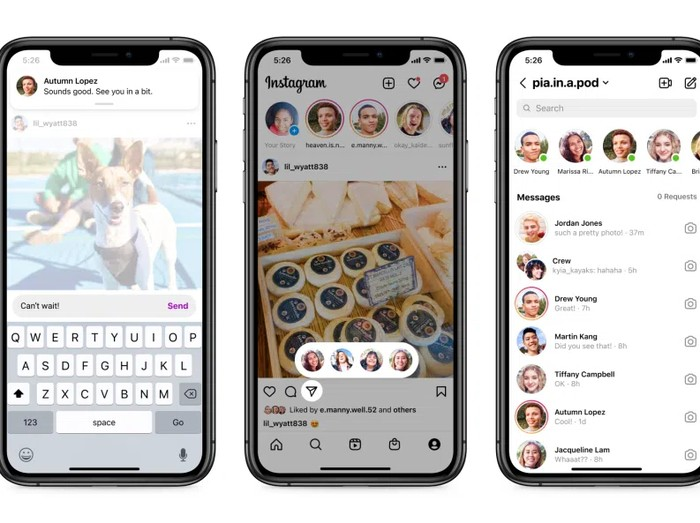 5:26
Autumn Lopez
Sounds good. See you in a bit.
lil_wyatt838
Can't wait!
Send
Q W E R T Y U I O P
A S D F G H J K L
Z X C V B N M
123
space
Go
5:26
Instagram
1
Your Story
heaven.is.n...
e.manny.w...
skay_kaide...
lil_wyatt838
Liked by e.manny.well.52 and others
lil_wyatt838
5:26
pia.in.a.pod
Search
Drew Young
Marissa Ri...
Autumn Lopez
Tiffany Ca...
Messages
0 Requests
Jordan Jones
such a pretty photo! · 37m
Crew
kyia_kayaks: hahaha · 5h
Drew Young
Great! · 7h
Martin Kang
Did you see that! · 8h
Tiffany Campbell
OK · 8h
Autumn Lopez
Cool! · 1d
Jacqueline Lam
Whaaat?? · 8h